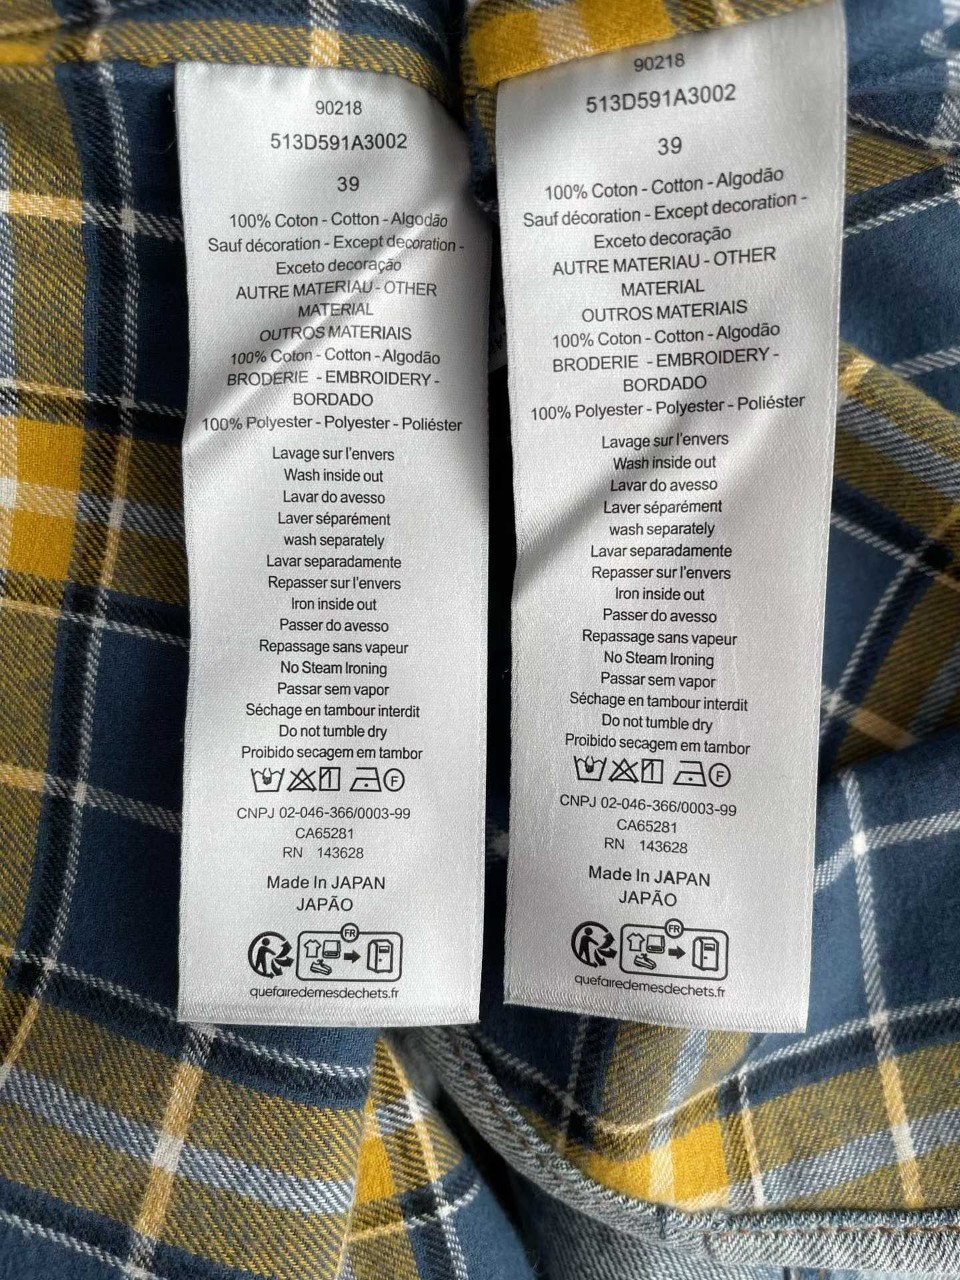 90218
513D591A3002
39
100% Coton - Cotton - Algodão
Sauf décoration - Except decoration -
Exceto decoração
AUTRE MATERIAU - OTHER
MATERIAL
OUTROS MATERIAIS
100% Coton - Cotton - Algodão
BRODERIE - EMBROIDERY -
BORDADO
100% Polyester - Polyester - Poliéster
Lavage sur l'envers
Wash inside out
Lavar do avesso
Laver séparément
wash separately
Lavar separadamente
Repasser sur l'envers
Iron inside out
Passer do avesso
Repassage sans vapeur
No Steam Ironing
Passar sem vapor
Séchage en tambour interdit
Do not tumble dry
Proibido secagem em tambor
F
CNPJ 02-046-366/0003-99
CA65281
RN 143628
Made In JAPAN
JAPÃO
FR
quefairedemesdechets.fr
90218
513D591A3002
39
100% Coton - Cotton - Algodão
Sauf décoration - Except decoration -
Exceto decoração
AUTRE MATERIAU - OTHER
MATERIAL
OUTROS MATERIAIS
100% Coton - Cotton - Algodão
BRODERIE - EMBROIDERY -
BORDADO
100% Polyester - Polyester - Poliéster
Lavage sur l'envers
Wash inside out
Lavar do avesso
Laver séparément
wash separately
Lavar separadamente
Repasser sur l'envers
Iron inside out
Passer do avesso
Repassage sans vapeur
No Steam Ironing
Passar sem vapor
Séchage en tambour interdit
Do not tumble dry
Proibido secagem em tambor
F
CNPJ 02-046-366/0003-99
CA65281
RN 143628
Made In JAPAN
JAPÃO
FR
quefairedemesdechets.fr